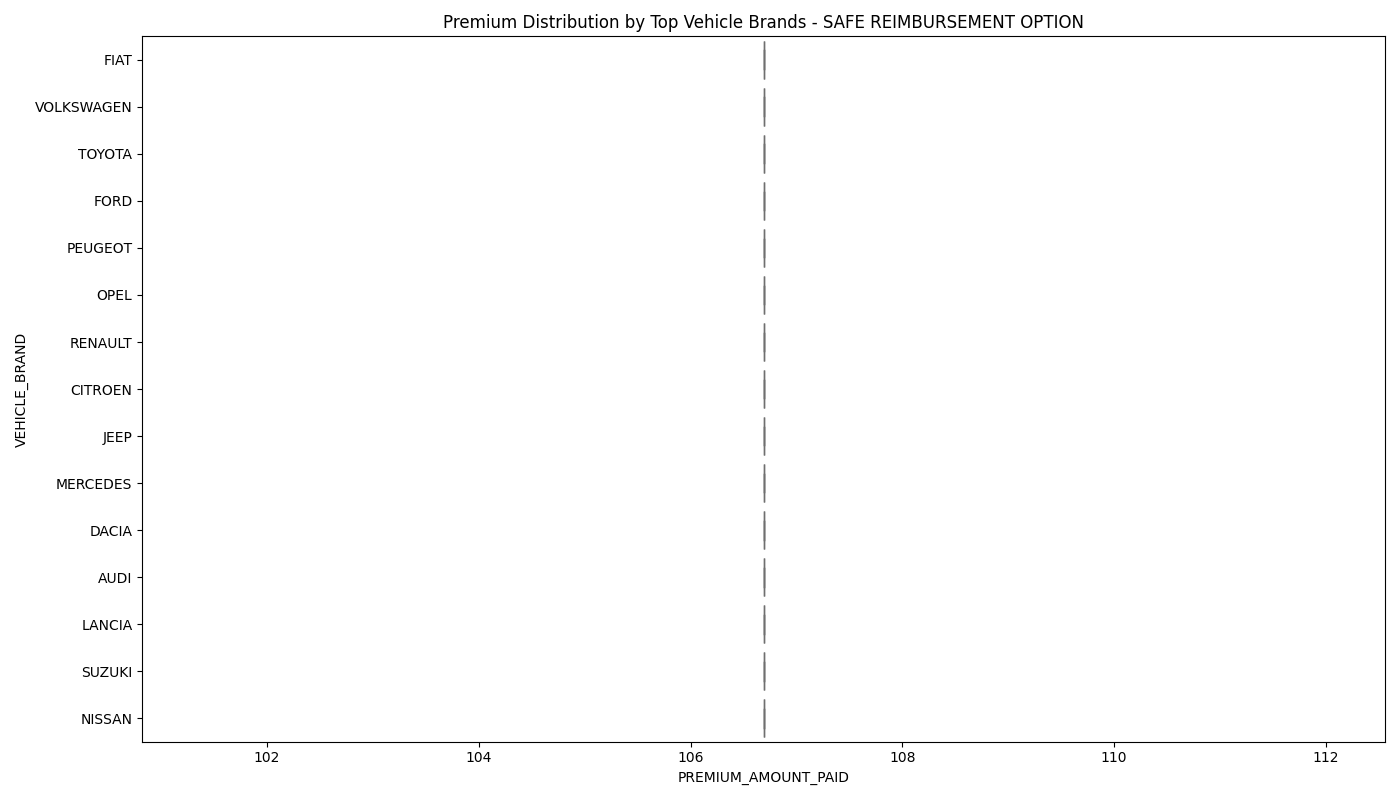 Premium Distribution by Top Vehicle Brands - SAFE REIMBURSEMENT OPTION
VEHICLE_BRAND
FIAT
VOLKSWAGEN
TOYOTA
FORD
PEUGEOT
OPEL
RENAULT
CITROEN
JEEP
MERCEDES
DACIA
AUDI
LANCIA
SUZUKI
NISSAN
102 104 106 108 110 112
PREMIUM_AMOUNT_PAID